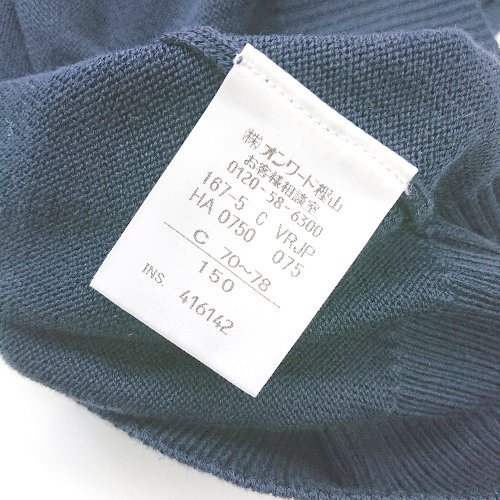 (株)オンワード樫山
お客様相談室
0120-58-6300
167-5 C VRJP
HA 0750 075
C 70~78
150
INS. 416142